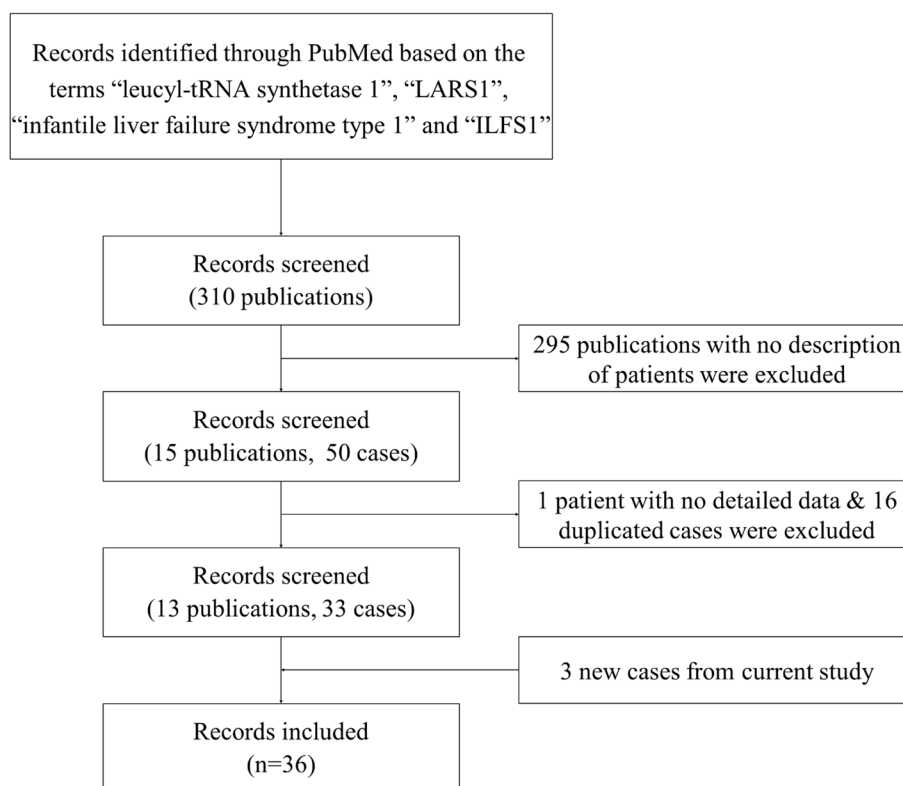 Records identified through PubMed based on the
terms “leucyl-tRNA synthetase 1”, “LARS1”,
“infantile liver failure syndrome type 1” and “ILFS1”
Records screened
(310 publications)
295 publications with no description
of patients were excluded
Records screened
(15 publications, 50 cases)
1 patient with no detailed data & 16
duplicated cases were excluded
Records screened
(13 publications, 33 cases)
3 new cases from current study
Records included
(n=36)